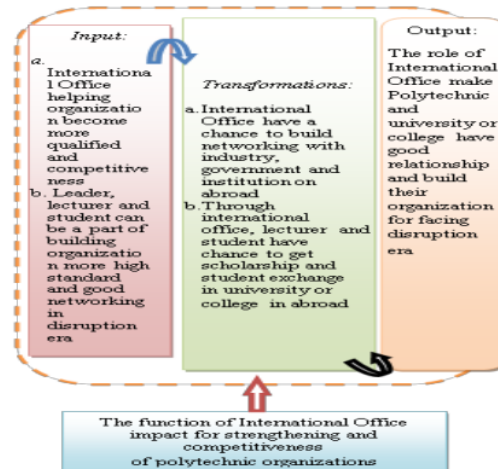 Input:
a.
Internationa
l Office
helping
organizatio
n become
more
qualified
and
competitive
ness
b. Leader,
lecturer and
student can
be a part of
building
organizatio
n more high
standard
and good
networking
in
disruption
era
Transformations:
a. International
Office have a
chance to build
networking with
industry,
government and
institution on
abroad
b. Through
international
office, lecturer and
student have
chance to get
scholarship and
student exchange
in university or
college in abroad
Output:
The role of
International
Office make
Polytechnic
and
university or
college have
good
relationship
and build
their
organization
for facing
disruption
era
The function of International Office
impact for strengthening and
competitiveness
of polytechnic organizations